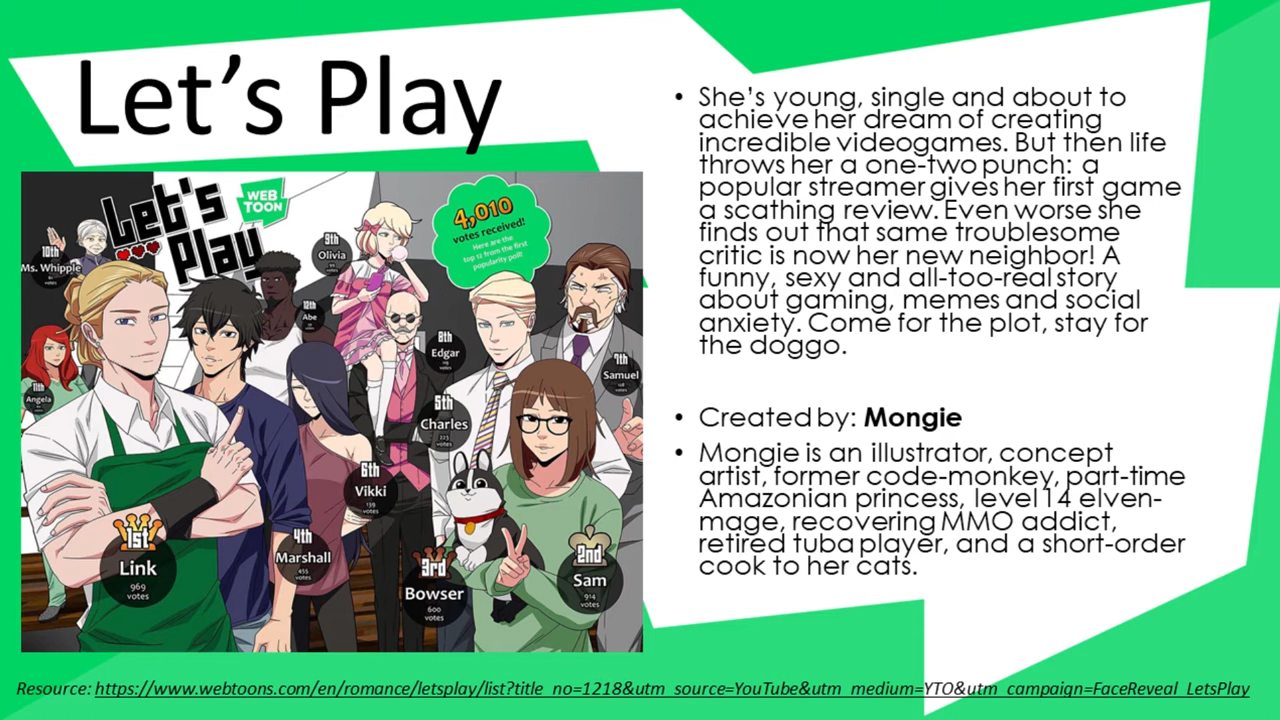 Let's Play
Let's
Play
WEB
TOON
4,010
votes received!
Here are the
top 12 from the first
popularity poll!
10th
Ms. Whipple
9th
Olivia
12th
Abe
11th
Angela
8th
Edgar
7th
Samuel
5th
Charles
223
votes
6th
Vikki
139
votes
4th
Marshall
455
votes
1st
Link
969
votes
3rd
Bowser
600
votes
2nd
Sam
914
votes
• She's young, single and about to
achieve her dream of creating
incredible videogames. But then life
throws her a one-two punch: a
popular streamer gives her first game
a scathing review. Even worse she
finds out that same troublesome
critic is now her new neighbor! A
funny, sexy and all-too-real story
about gaming, memes and social
anxiety. Come for the plot, stay for
the doggo.
• Created by: Mongie
• Mongie is an illustrator, concept
artist, former code-monkey, part-time
Amazonian princess, level 14 elven-
mage, recovering MMO addict,
retired tuba player, and a short-order
cook to her cats.
Resource: https://www.webtoons.com/en/romance/letsplay/list?title_no=1218&utm_source=YouTube&utm_medium=YTO&utm_campaign=FaceReveal_LetsPlay